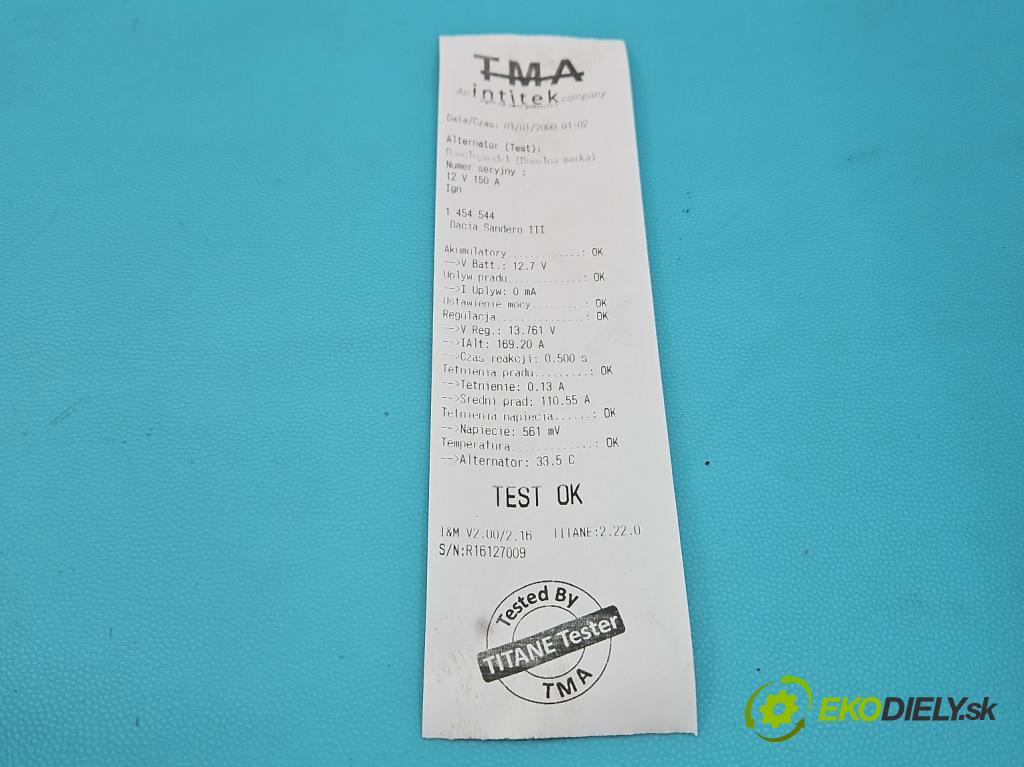 TMA
An intitek company
Data/Czas: 01/01/2000 01:02
Alternator (Test):
(Dowolna marka)
Numer seryjny :
12 V 150 A
Ign
1 454 544
Dacia Sandero III
Akumulatory............: OK
-->V Batt.: 12.7 V
Uplyw pradu............: OK
-->I Uplyw: 0 mA
Ustawienie mocy........: OK
Regulacja..............: OK
-->V Reg.: 13.761 V
-->IAlt: 169.20 A
-->Czas reakcji: 0.500 s
Tetnienia pradu........: OK
-->Tetnienie: 0.13 A
-->Sredni prad: 110.55 A
Tetnienia napiecia.....: OK
-->Napiecie: 561 mV
Temperatura............: OK
-->Alternator: 33.5 C
TEST OK
I&M V2.00/2.16 TITANE:2.22.0
S/N:R16127009
Tested By
TITANE Tester
TMA
EKODIELY.sk